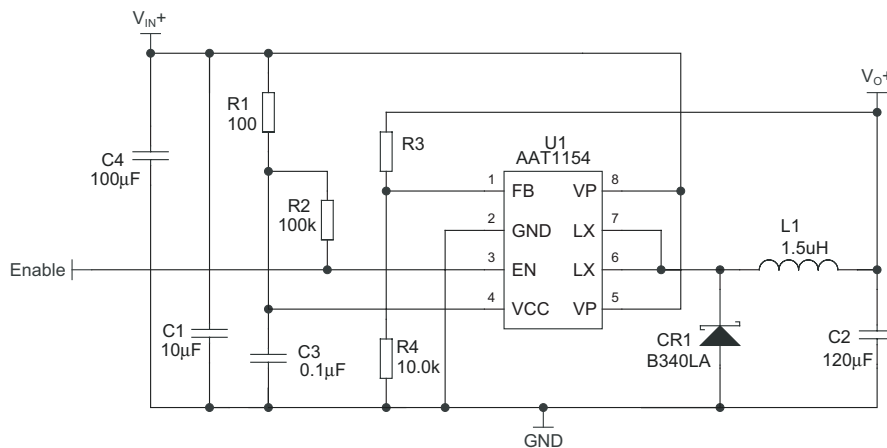 VIN+
VO+
R1
100
R3
U1
AAT1154
C4
100μF
1 FB VP 8
R2
100k
2 GND LX 7
L1
1.5uH
Enable
3 EN LX 6
4 VCC VP 5
C1
10μF
C3
0.1μF
R4
10.0k
CR1
B340LA
C2
120μF
GND